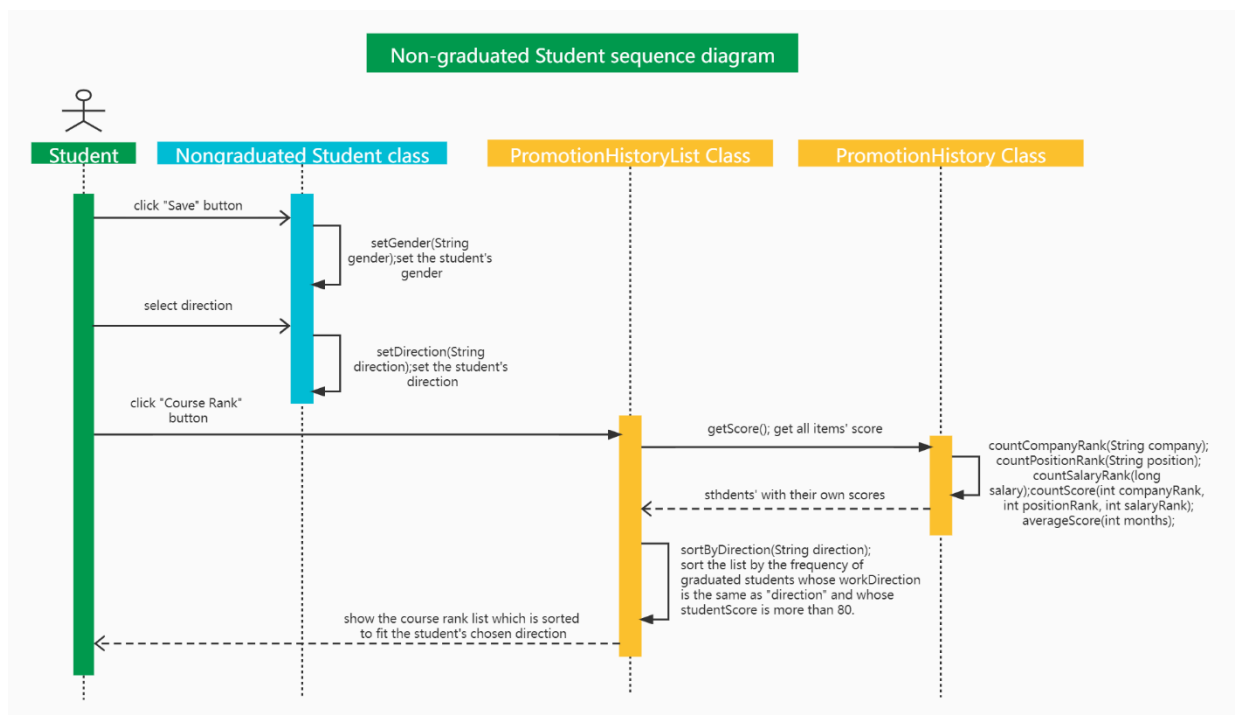 Non-graduated Student sequence diagram
Student
Nongraduated Student class
PromotionHistoryList Class
PromotionHistory Class
click "Save" button
setGender(String
gender);set the student's
gender
select direction
setDirection(String
direction);set the student's
direction
click "Course Rank"
button
getScore(); get all items' score
countCompanyRank(String company);
countPositionRank(String position);
countSalaryRank(long
salary);countScore(int companyRank,
int positionRank, int salaryRank);
averageScore(int months);
sthdents' with their own scores
sortByDirection(String direction);
sort the list by the frequency of
graduated students whose workDirection
is the same as "direction" and whose
studentScore is more than 80.
show the course rank list which is sorted
to fit the student's chosen direction